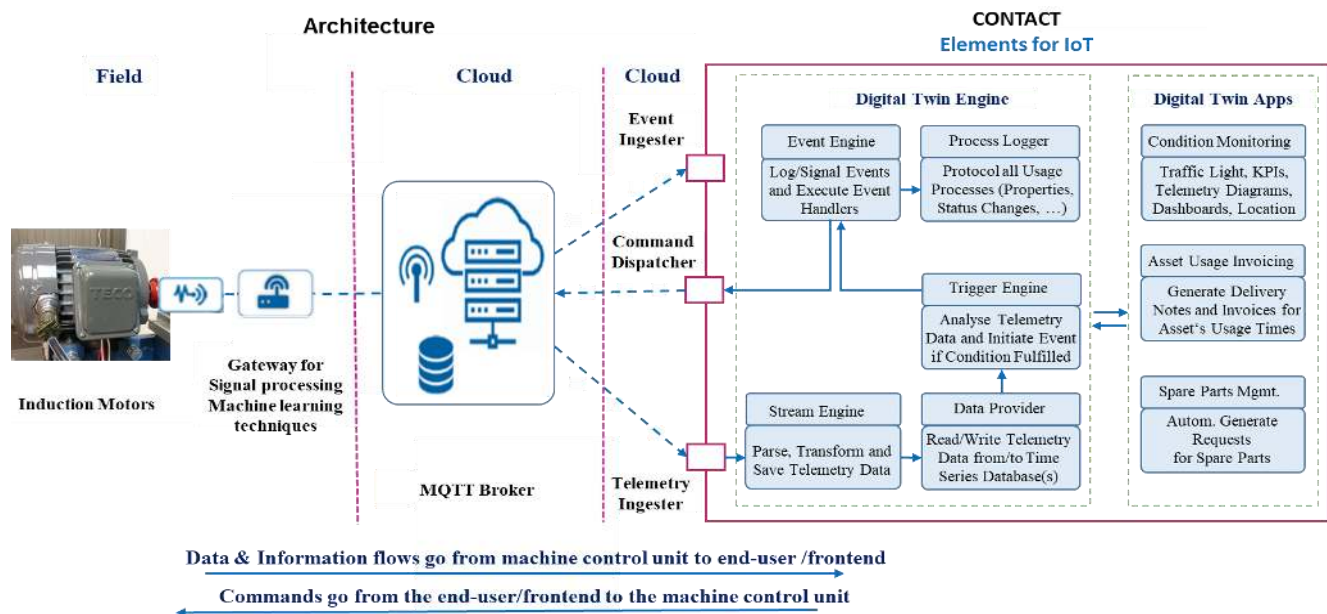 Architecture
CONTACT
Elements for IoT
Field
Cloud
Cloud
Event
Ingester
Command
Dispatcher
Telemetry
Ingester
TECO
Induction Motors
Gateway for
Signal processing
Machine learning
techniques
MQTT Broker
Digital Twin Engine
Event Engine
Log/Signal Events
and Execute Event
Handlers
Process Logger
Protocol all Usage
Processes (Properties,
Status Changes, …)
Trigger Engine
Analyse Telemetry
Data and Initiate Event
if Condition Fulfilled
Stream Engine
Parse, Transform and
Save Telemetry Data
Data Provider
Read/Write Telemetry
Data from/to Time
Series Database(s)
Digital Twin Apps
Condition Monitoring
Traffic Light, KPIs,
Telemetry Diagrams,
Dashboards, Location
Asset Usage Invoicing
Generate Delivery
Notes and Invoices for
Asset‘s Usage Times
Spare Parts Mgmt.
Autom. Generate
Requests
for Spare Parts
Data & Information flows go from machine control unit to end-user /frontend
Commands go from the end-user/frontend to the machine control unit